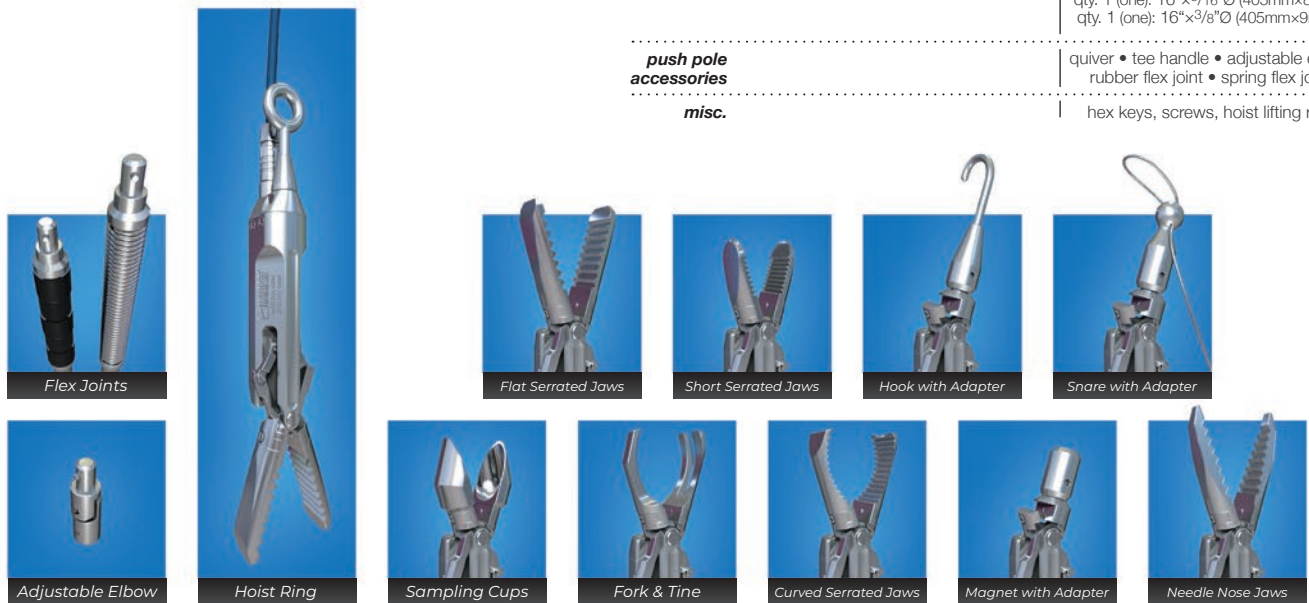 qty. 1 (one): 16“×3/8”Ø (405mm×9
push pole
accessories
quiver • tee handle • adjustable
rubber flex joint • spring flex
misc.
hex keys, screws, hoist lifting
Flex Joints
Flat Serrated Jaws
Short Serrated Jaws
Hook with Adapter
Snare with Adapter
Adjustable Elbow
Hoist Ring
Sampling Cups
Fork & Tine
Curved Serrated Jaws
Magnet with Adapter
Needle Nose Jaws